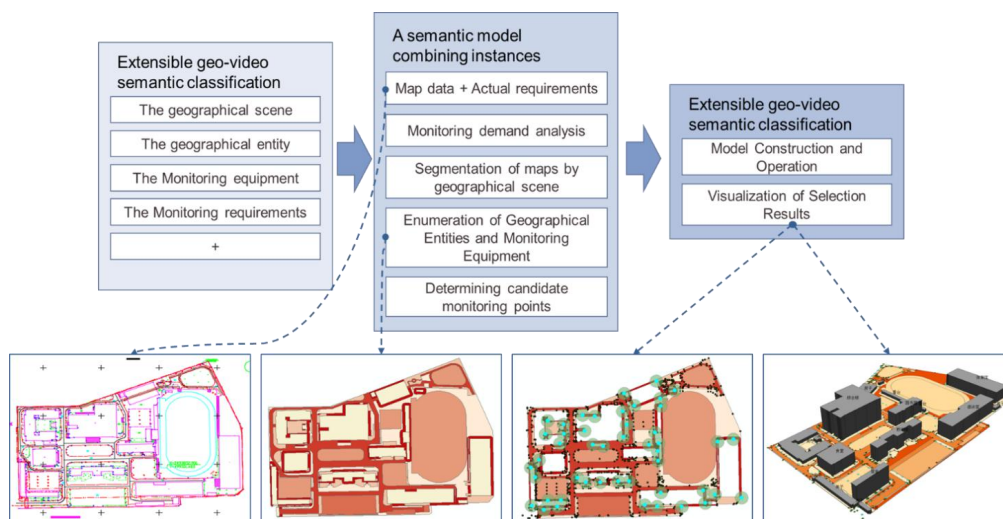 Extensible geo-video
semantic classification
The geographical scene
The geographical entity
The Monitoring equipment
The Monitoring requirements
+
A semantic model
combining instances
Map data + Actual requirements
Monitoring demand analysis
Segmentation of maps by
geographical scene
Enumeration of Geographical
Entities and Monitoring
Equipment
Determining candidate
monitoring points
Extensible geo-video
semantic classification
Model Construction and
Operation
Visualization of Selection
Results